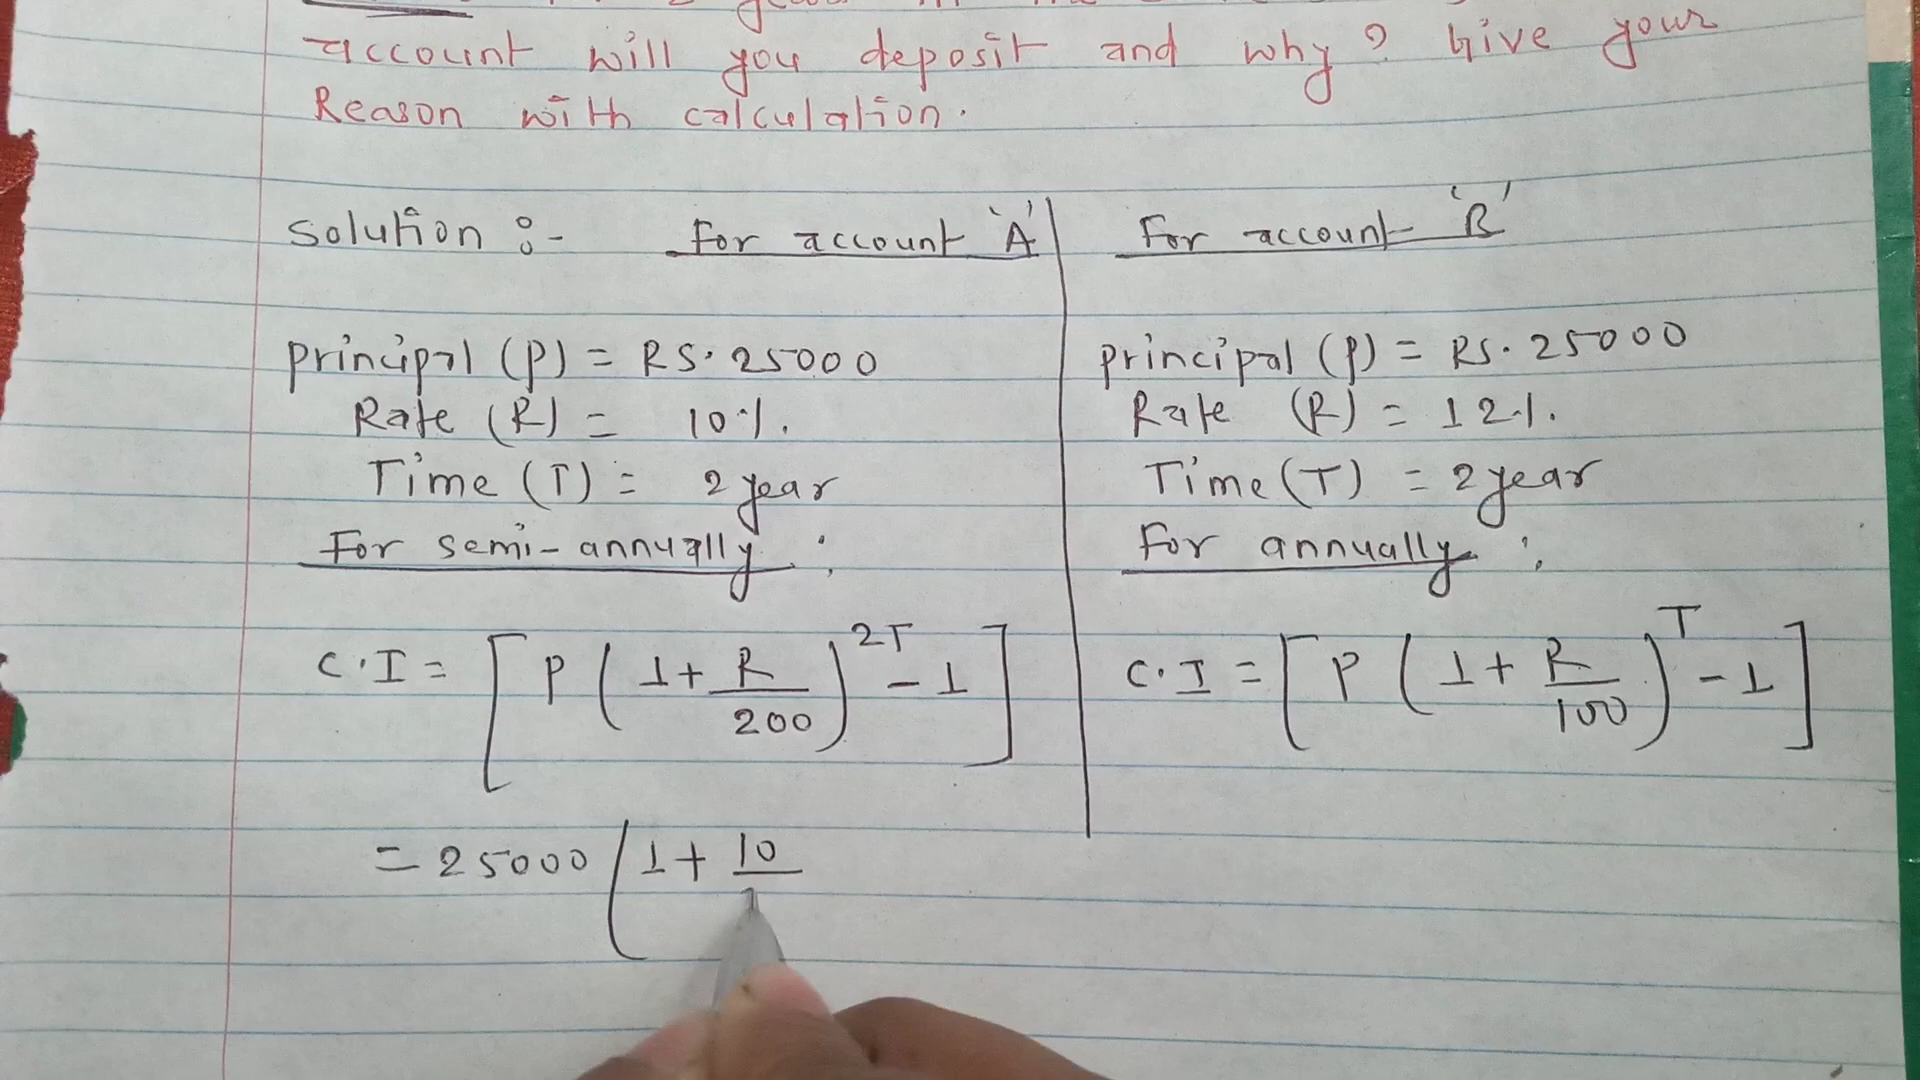 account will you deposit and why? Give your
Reason with calculation.
Solution :- For account 'A'
Principal (P) = RS. 25000
Rate (R) = 10%.
Time (T) = 2 year
For semi-annually :
C.I = [P(1 + R/200)^2T - 1]
= 25000 (1 + 10
For account 'B'
principal (P) = RS. 25000
Rate (R) = 12%.
Time (T) = 2 year
For annually :
C.I = [P(1 + R/100)^T - 1]